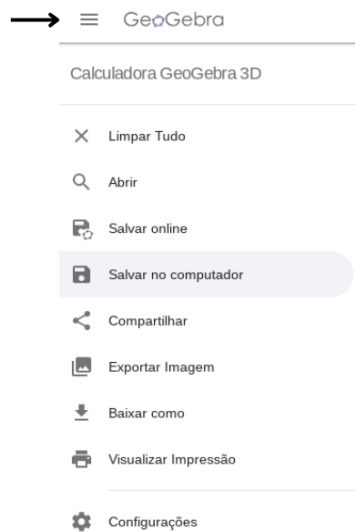 GeoGebra
Calculadora GeoGebra 3D
Limpar Tudo
Abrir
Salvar online
Salvar no computador
Compartilhar
Exportar Imagem
Baixar como
Visualizar Impressão
Configurações